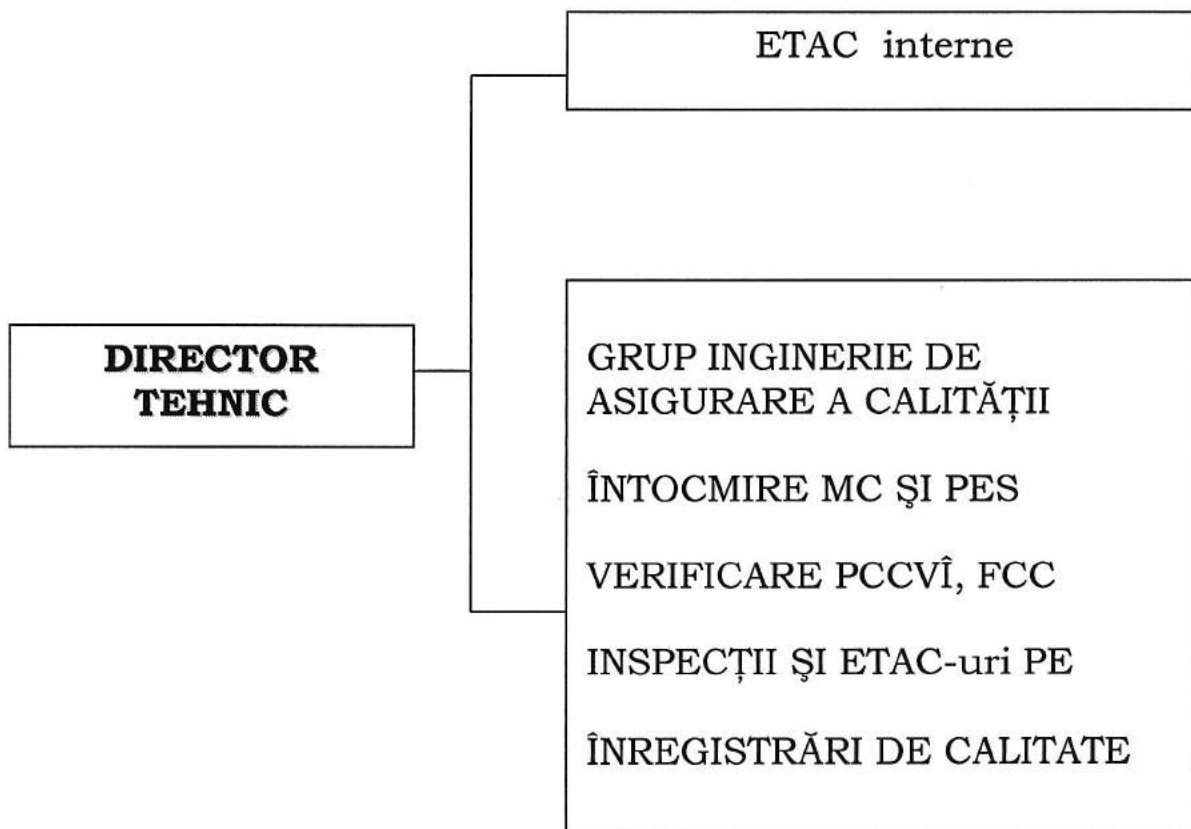 ETAC interne
DIRECTOR
TEHNIC
GRUP INGINERIE DE
ASIGURARE A CALITĂȚII
ÎNTOCMIRE MC ŞI PES
VERIFICARE PCCVÎ, FCC
INSPECȚII ŞI ETAC-uri PE
ÎNREGISTRĂRI DE CALITATE